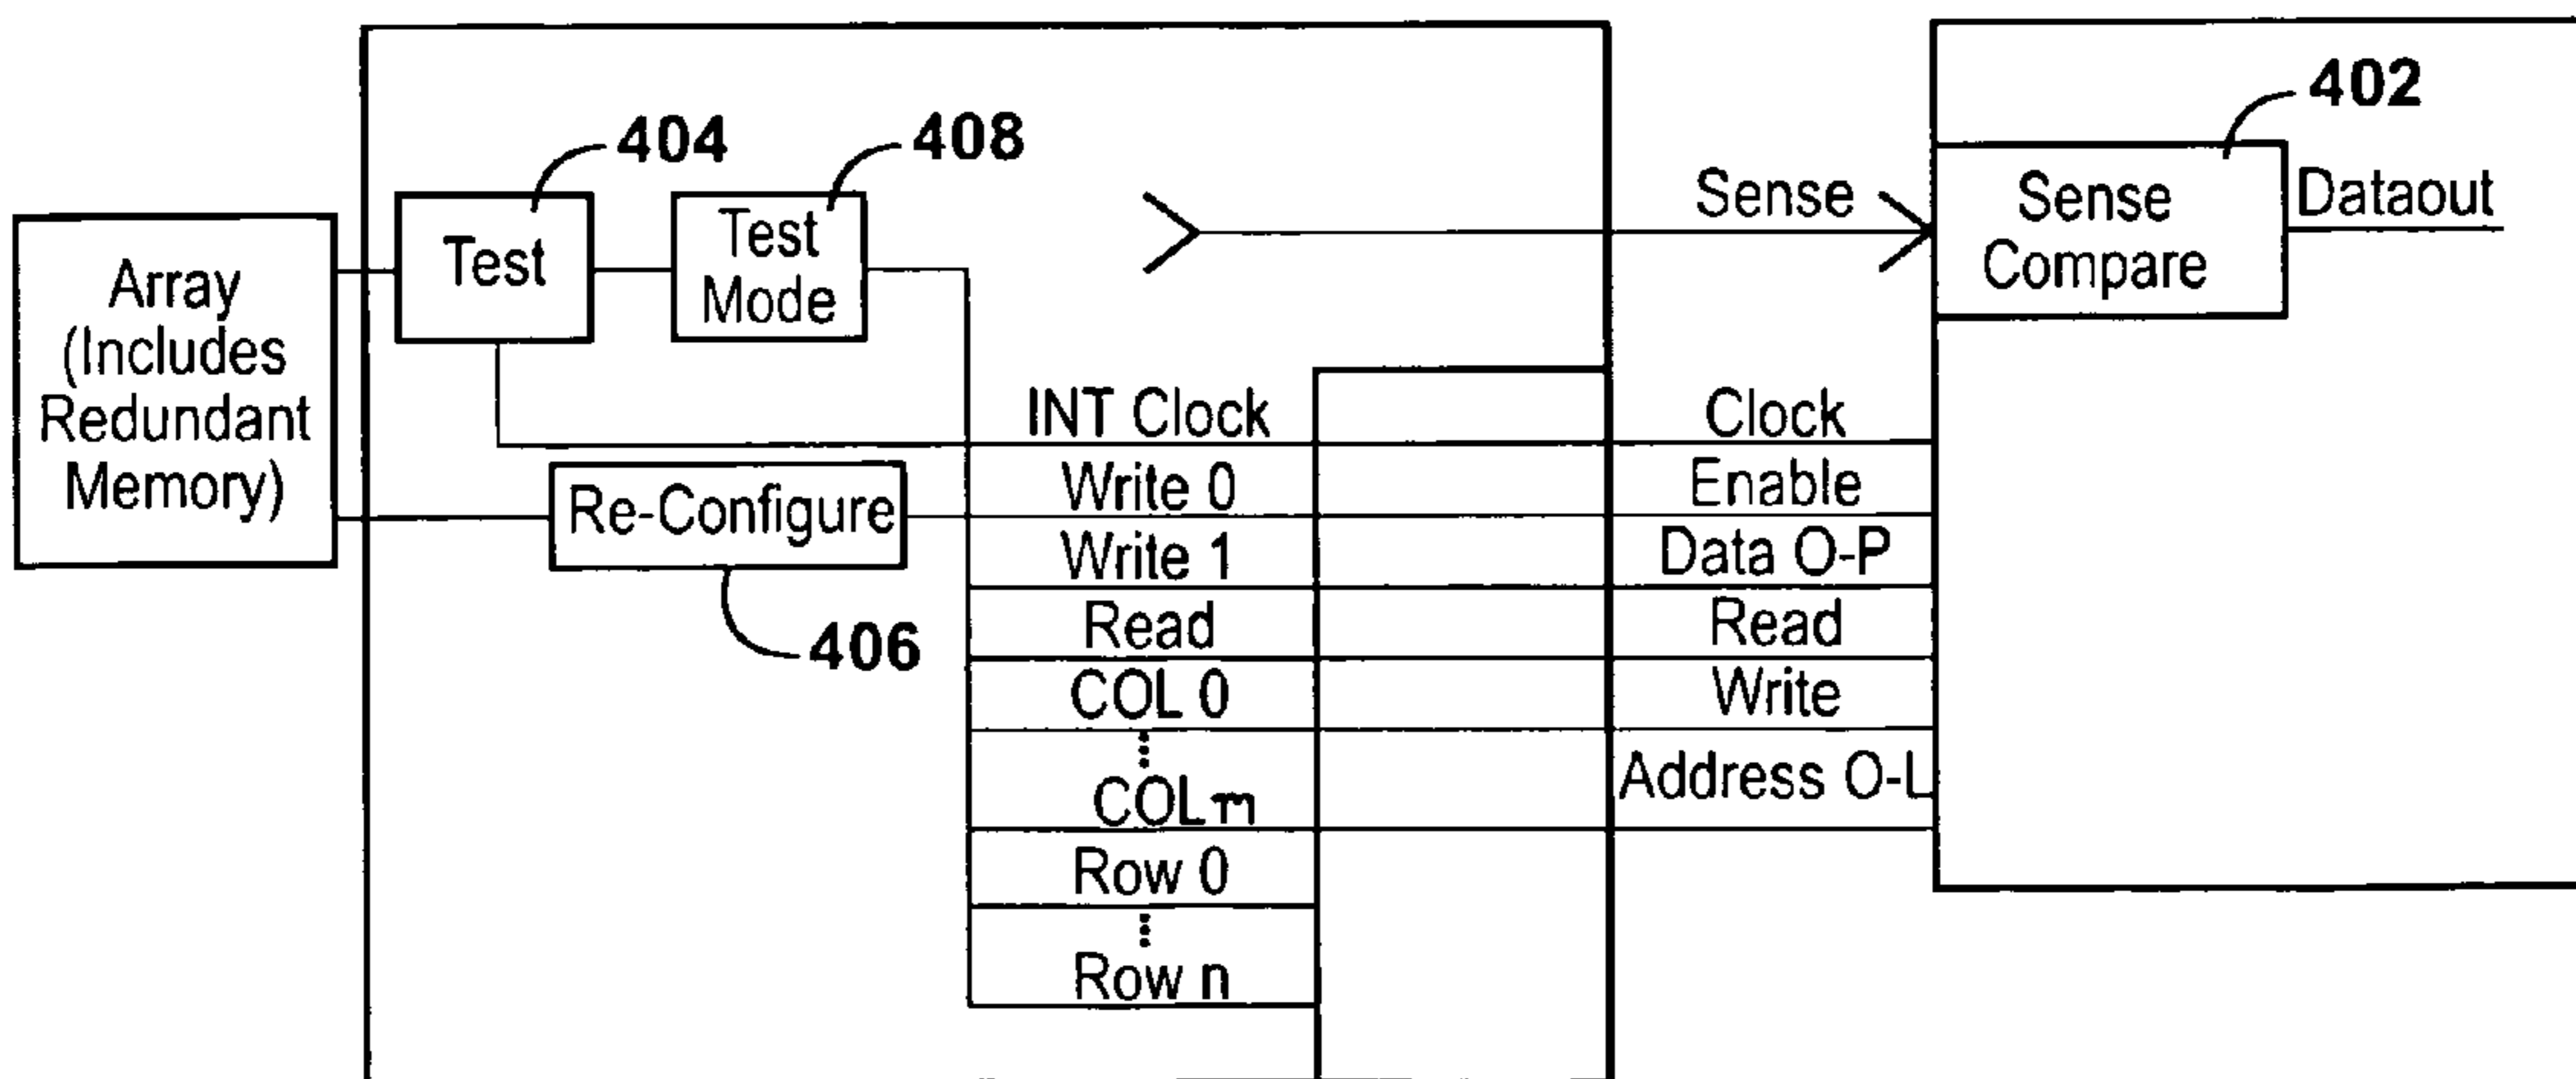 402
404
408
Sense
Sense
Compare
Dataout
Test
Test
Mode
Array
(Includes
Redundant
Memory)
INT Clock
Clock
Write 0
Enable
Re-Configure
Write 1
Data O-P
406
Read
Read
COL 0
Write
COL m
Address O-L
Row 0
Row n